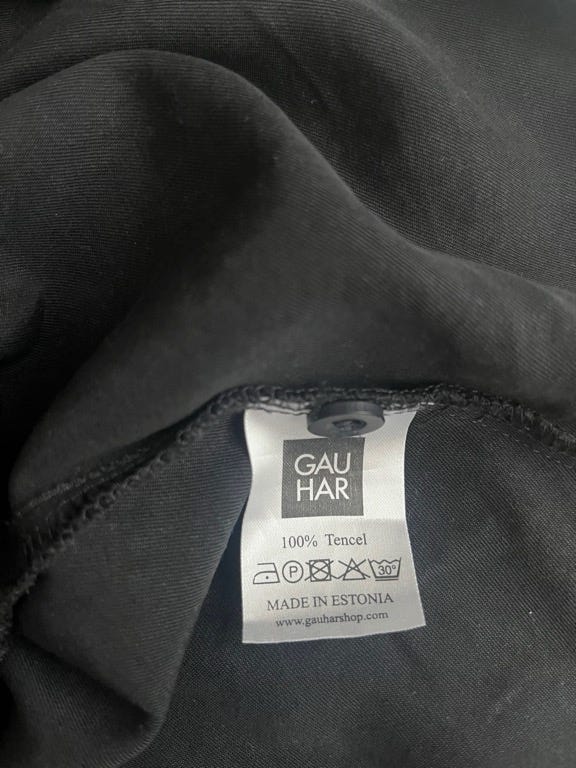 GAU
HAR
100% Tencel
P 30°
MADE IN ESTONIA
www.gauharshop.com